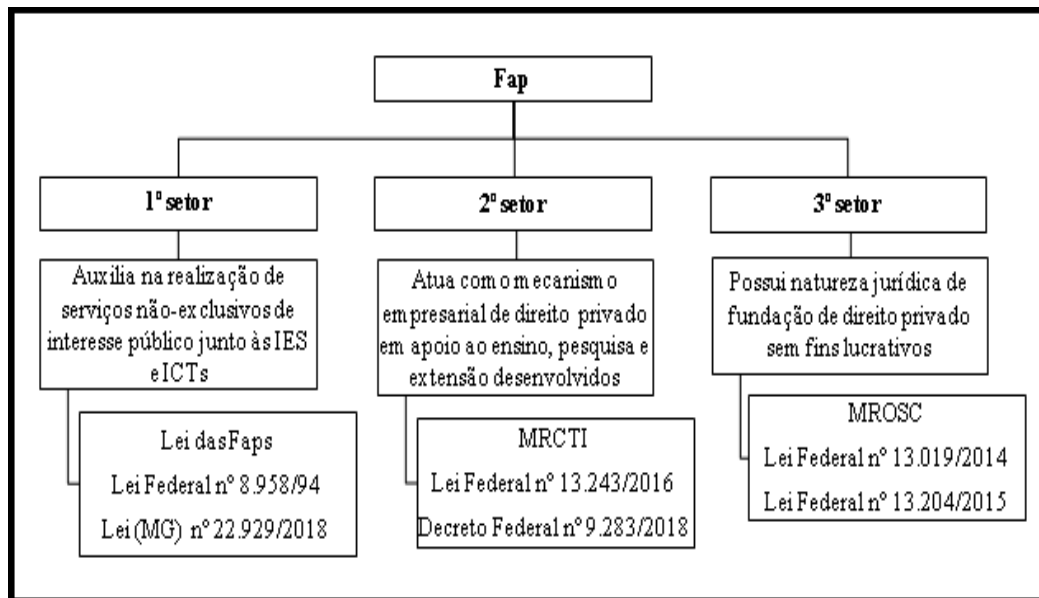 Fap
1º setor
2º setor
3º setor
Auxilia na realização de
serviços não-exclusivos de
interesse público junto às IES
e ICTs
Atua como mecanismo
empresarial de direito privado
em apoio ao ensino, pesquisa e
extensão desenvolvidos
Possui natureza jurídica de
fundação de direito privado
sem fins lucrativos
Lei das Faps
Lei Federal nº 8.958/94
Lei (MG) nº 22.929/2018
MRCTI
Lei Federal nº 13.243/2016
Decreto Federal nº 9.283/2018
MROSC
Lei Federal nº 13.019/2014
Lei Federal nº 13.204/2015